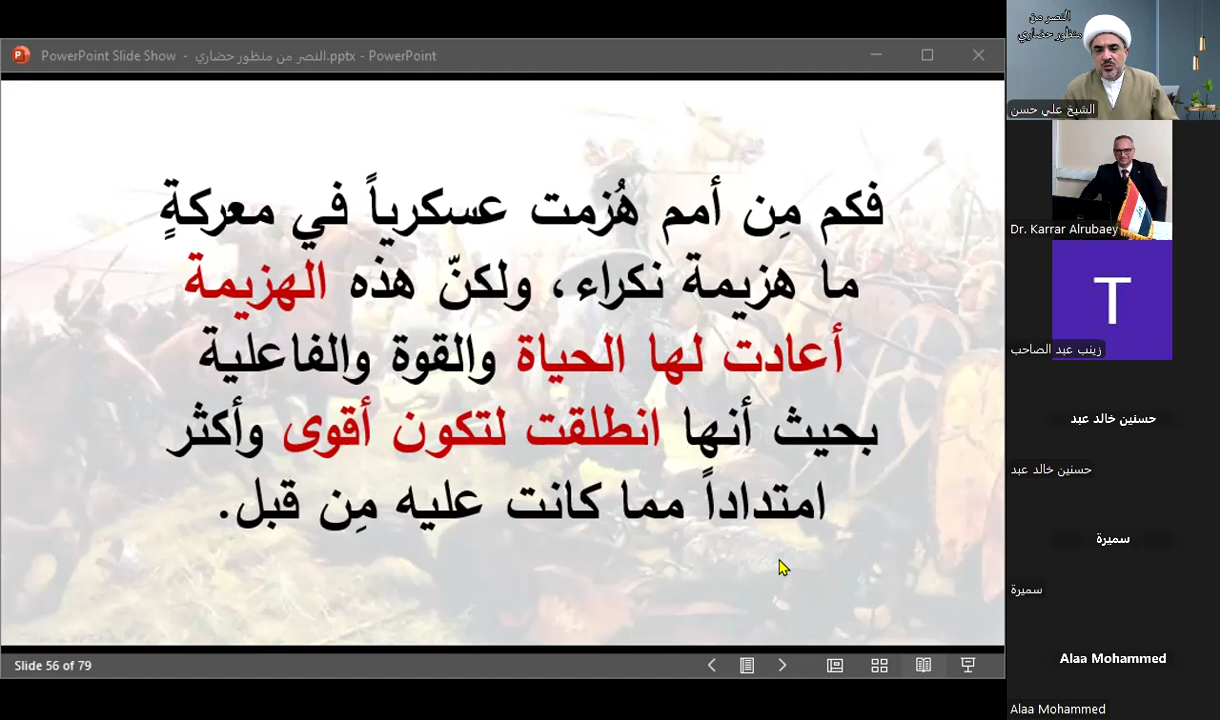 PowerPoint Slide Show - النصر من منظور حضاري.pptx - PowerPoint
فكم مِن أمم هُزمت عسكرياً في معركةٍ
ما هزيمة نكراء، ولكنّ هذه الهزيمة
أعادت لها الحياة والقوة والفاعلية
بحيث أنها انطلقت لتكون أقوى وأكثر
امتداداً مما كانت عليه مِن قبل.
Slide 56 of 79
النصر من
منظور حضاري
الشيخ علي حسن
Dr. Karrar Alrubaey
T
زينب عبد الصاحب
حسنين خالد عبد
حسنين خالد عبد
سميرة
سميرة
Alaa Mohammed
Alaa Mohammed